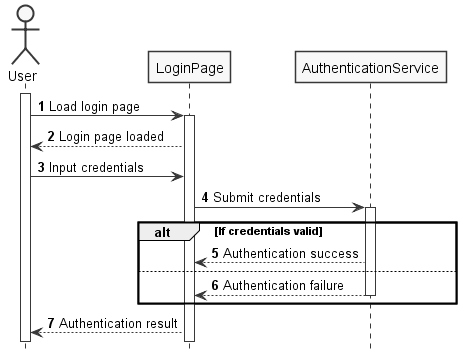 User
LoginPage
AuthenticationService
1 Load login page
2 Login page loaded
3 Input credentials
4 Submit credentials
alt [If credentials valid]
5 Authentication success
6 Authentication failure
7 Authentication result